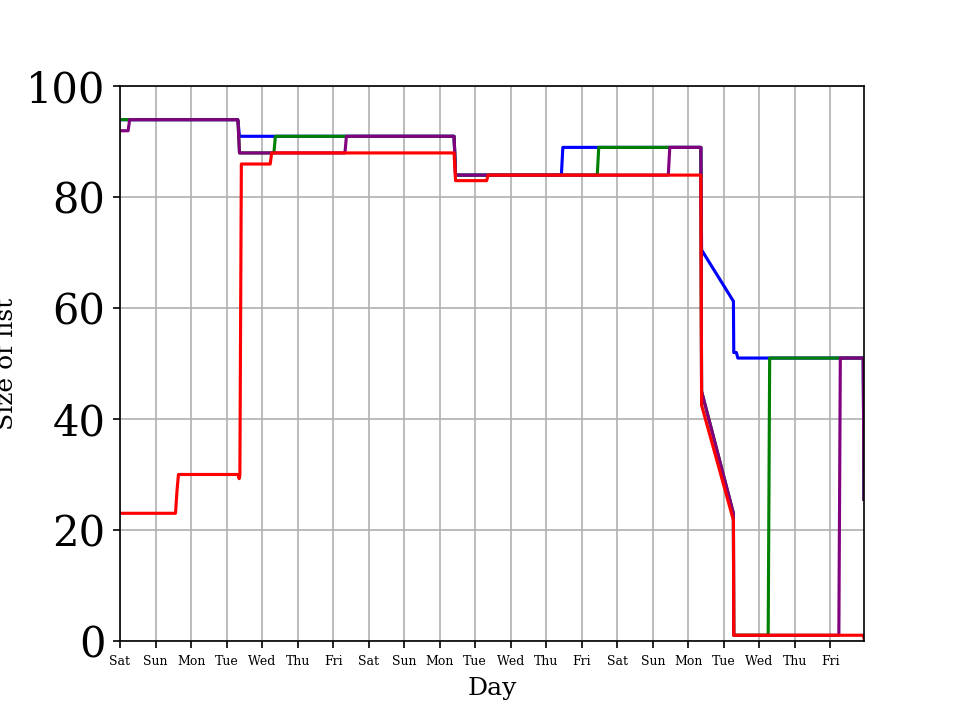 100
80
60
40
20
0
Size of list
Sat Sun Mon Tue Wed Thu Fri Sat Sun Mon Tue Wed Thu Fri Sat Sun Mon Tue Wed Thu Fri
Day